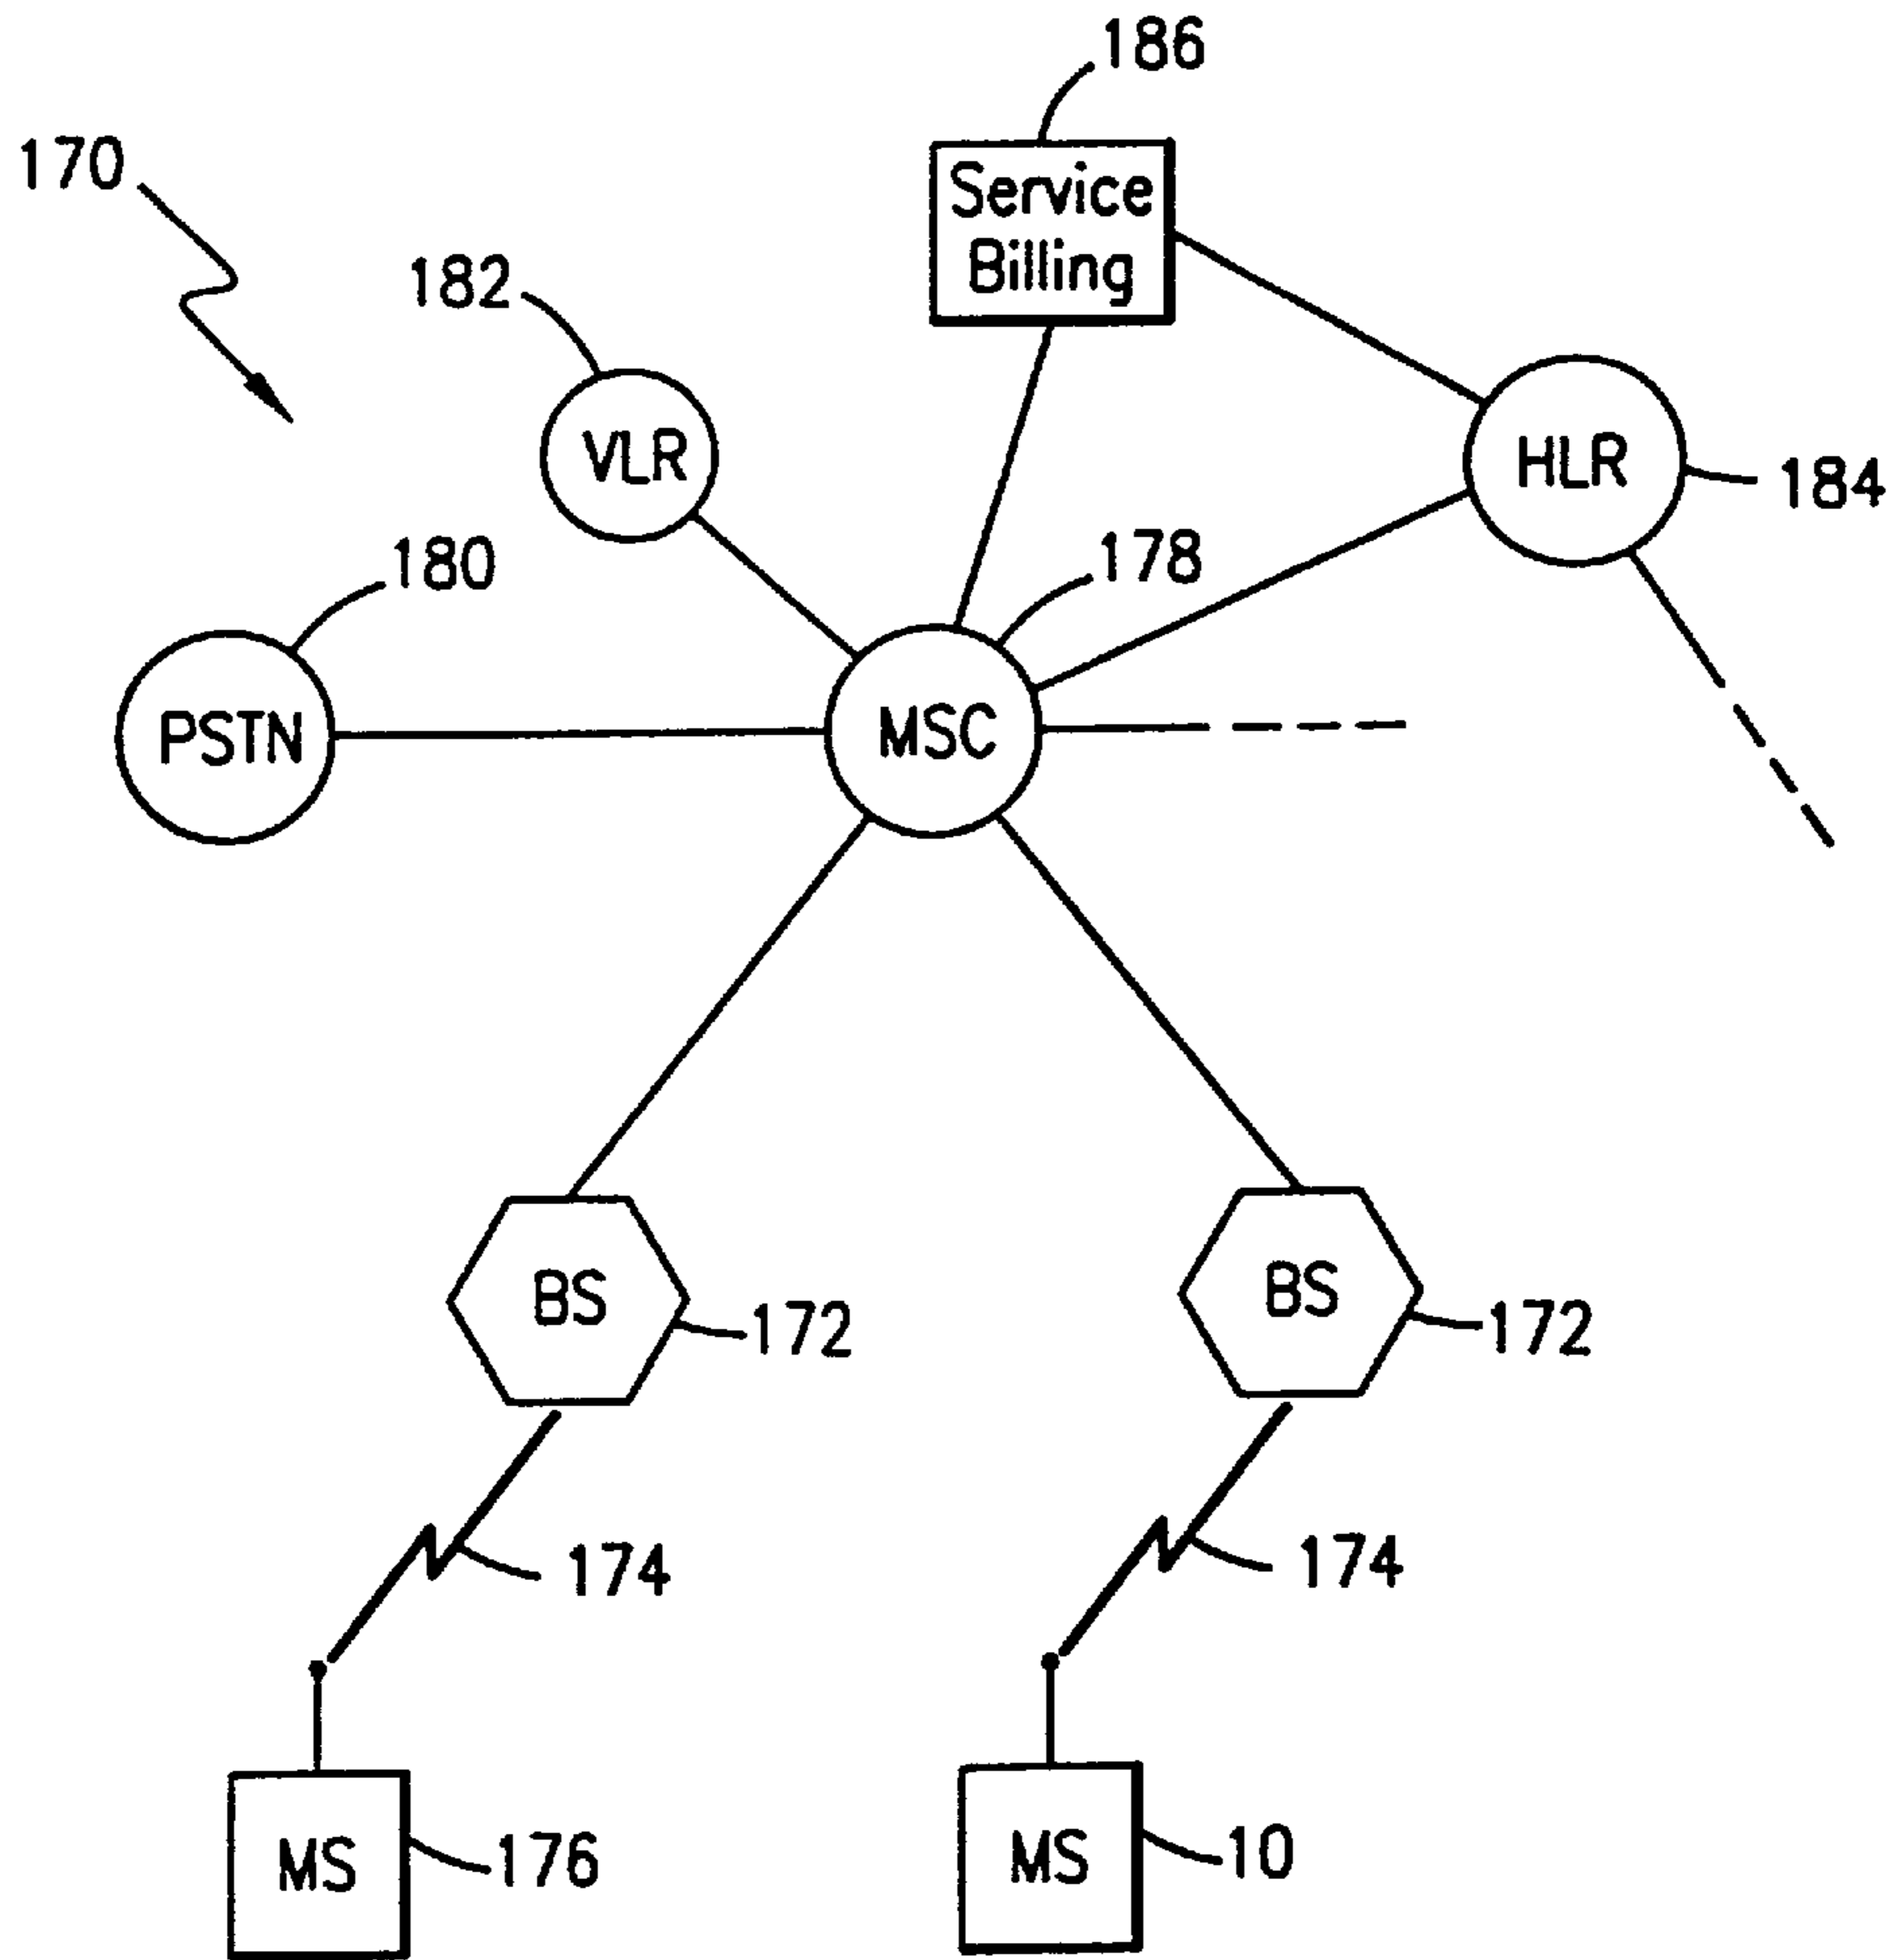 186
170
Service
Billing
182
VLR
HLR
184
180
178
PSTN
MSC
BS
172
BS
172
174
174
MS
176
MS
10